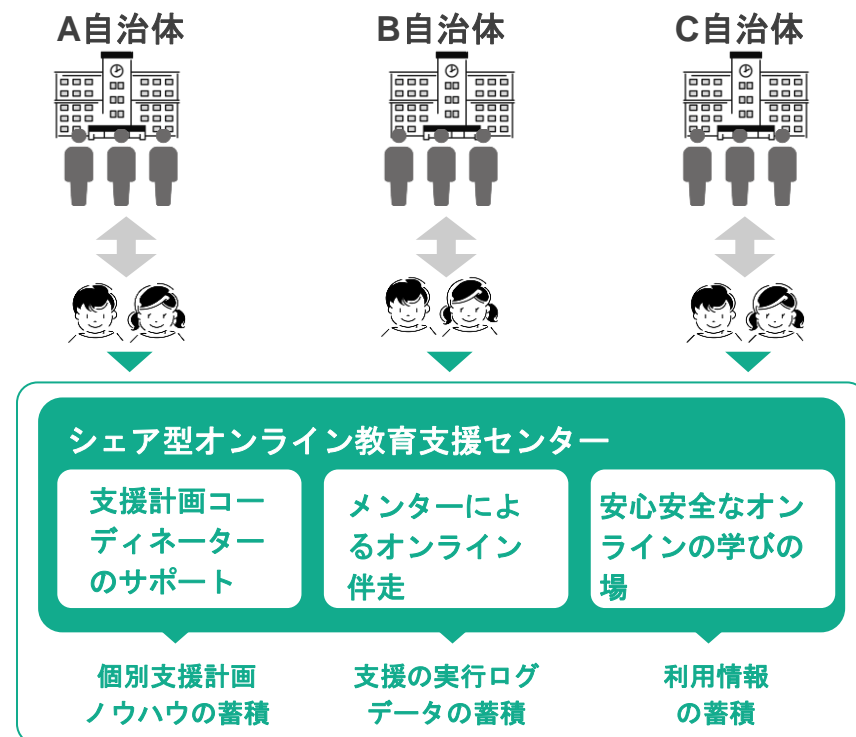 A自治体
B自治体
C自治体
シェア型オンライン教育支援センター
支援計画コー
ディネーター
のサポート
メンターによ
るオンライン
伴走
安心安全なオン
ラインの学びの
場
個別支援計画
ノウハウの蓄積
支援の実行ログ
データの蓄積
利用情報
の蓄積